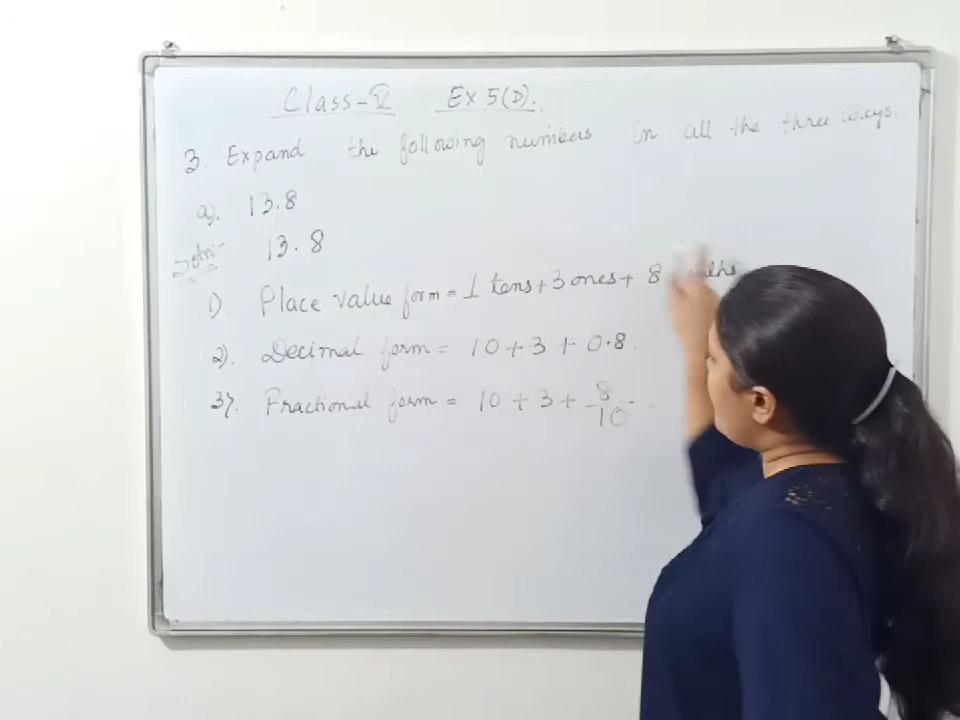 Class-V Ex 5(D).
3. Expand the following numbers in all the three ways:
a). 13.8
Soln:- 13.8
1) Place value form = 1 tens + 3 ones + 8
2). Decimal form = 10 + 3 + 0.8
3). Fractional form = 10 + 3 + 8/10.